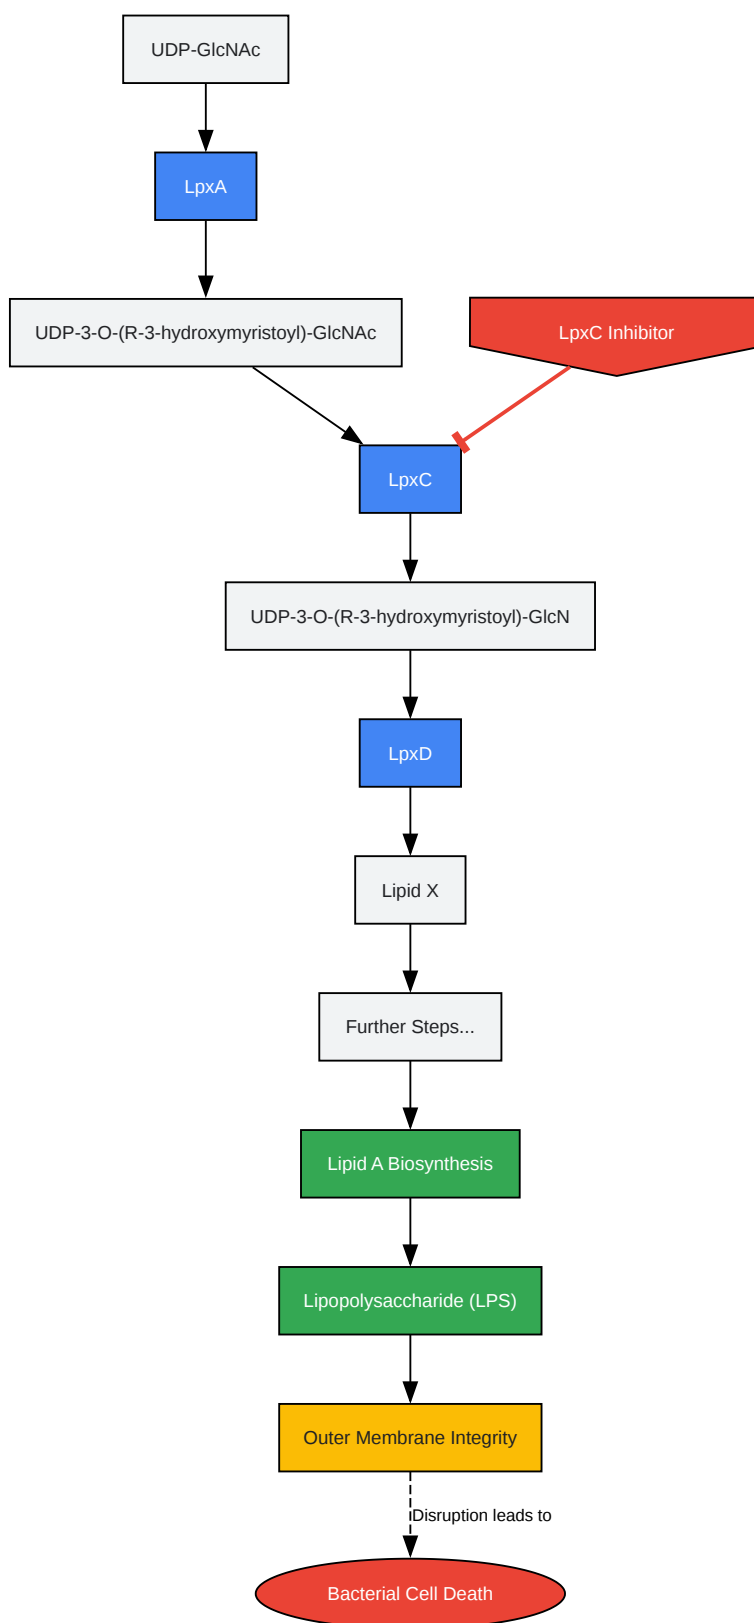 UDP-GlcNAc
LpxA
UDP-3-O-(R-3-hydroxymyristoyl)-GlcNAc
LpxC Inhibitor
LpxC
UDP-3-O-(R-3-hydroxymyristoyl)-GlcN
LpxD
Lipid X
Further Steps...
Lipid A Biosynthesis
Lipopolysaccharide (LPS)
Outer Membrane Integrity
Disruption leads to
Bacterial Cell Death